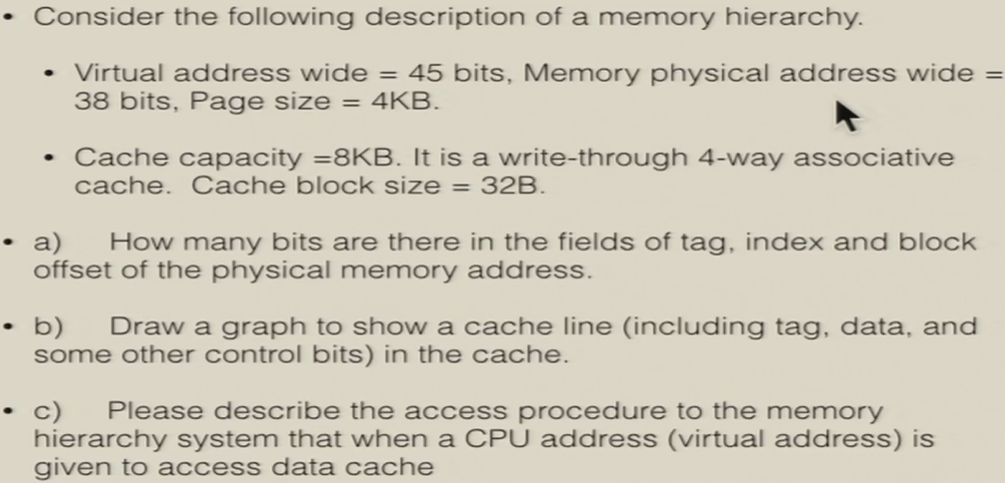 • Consider the following description of a memory hierarchy.
• Virtual address wide = 45 bits, Memory physical address wide =
38 bits, Page size = 4KB.
• Cache capacity =8KB. It is a write-through 4-way associative
cache. Cache block size = 32B.
• a) How many bits are there in the fields of tag, index and block
offset of the physical memory address.
• b) Draw a graph to show a cache line (including tag, data, and
some other control bits) in the cache.
• c) Please describe the access procedure to the memory
hierarchy system that when a CPU address (virtual address) is
given to access data cache